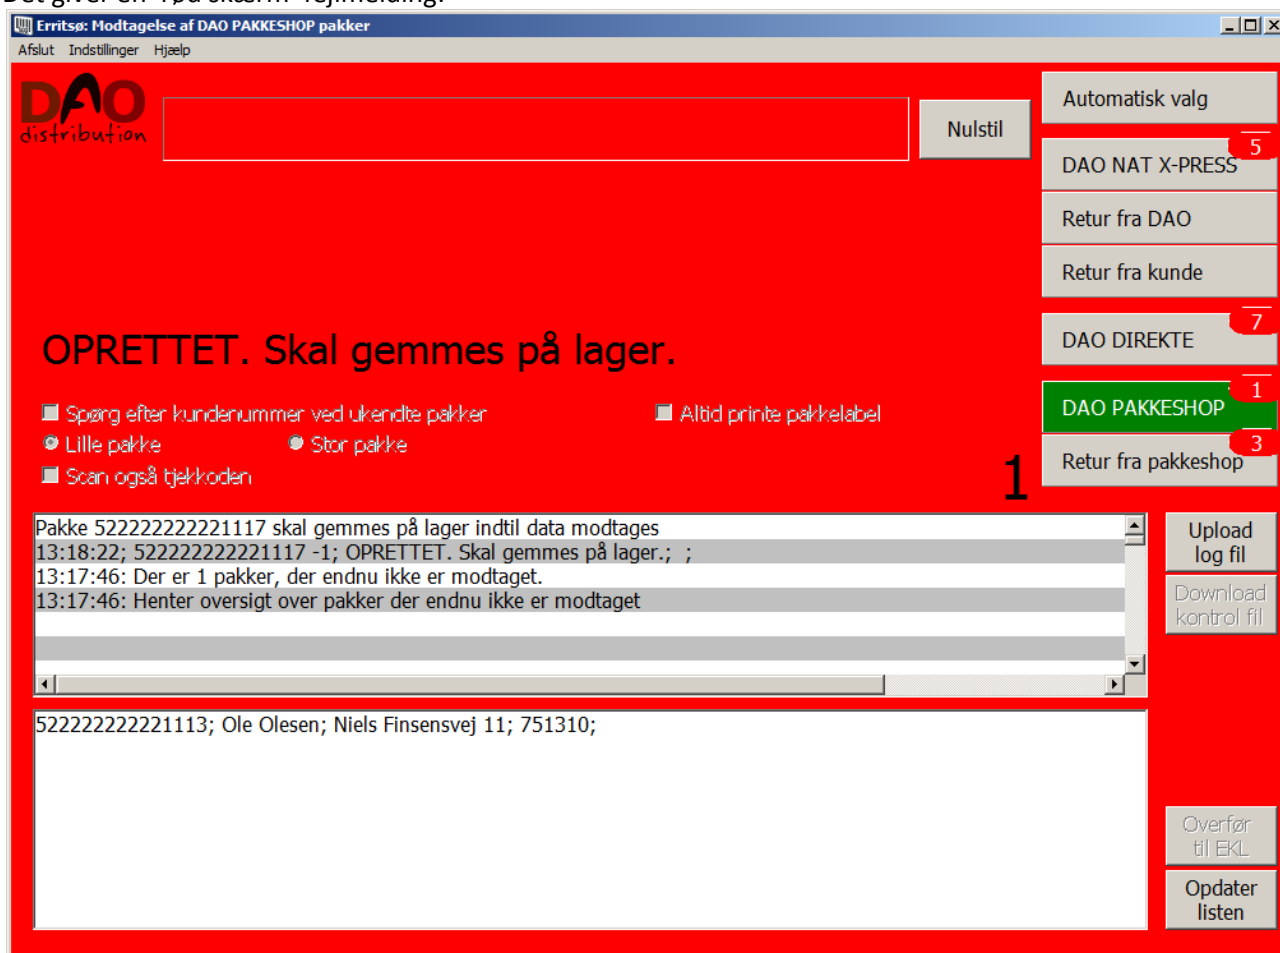 Erritsø: Modtagelse af DAO PAKKESHOP pakker
Afslut Indstillinger Hjælp
DAO
distribution
Nulstil
Automatisk valg
5
DAO NAT X-PRESS
Retur fra DAO
Retur fra kunde
7
DAO DIREKTE
1
DAO PAKKESHOP
3
Retur fra pakkeshop
OPRETTET. Skal gemmes på lager.
Spørg efter kundenummer ved ukendte pakker
Altid printe pakkelabel
Lille pakke
Stor pakke
Scan også tjekkoden
1
Pakke 522222222221117 skal gemmes på lager indtil data modtages
13:18:22; 522222222221117 -1; OPRETTET. Skal gemmes på lager.; ;
13:17:46: Der er 1 pakker, der endnu ikke er modtaget.
13:17:46: Henter oversigt over pakker der endnu ikke er modtaget
Upload
log fil
Download
kontrol fil
522222222221113; Ole Olesen; Niels Finsensvej 11; 751310;
Overfør
til EKL
Opdater
listen